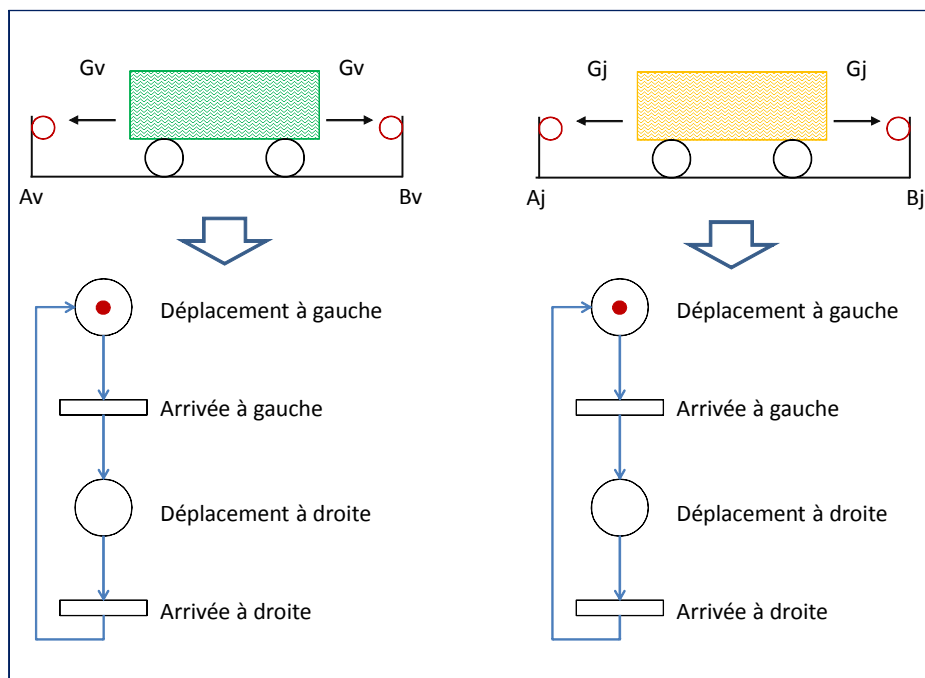 Gv Gv
Av Bv
Gj Gj
Aj Bj
Déplacement à gauche
Arrivée à gauche
Déplacement à droite
Arrivée à droite
Déplacement à gauche
Arrivée à gauche
Déplacement à droite
Arrivée à droite